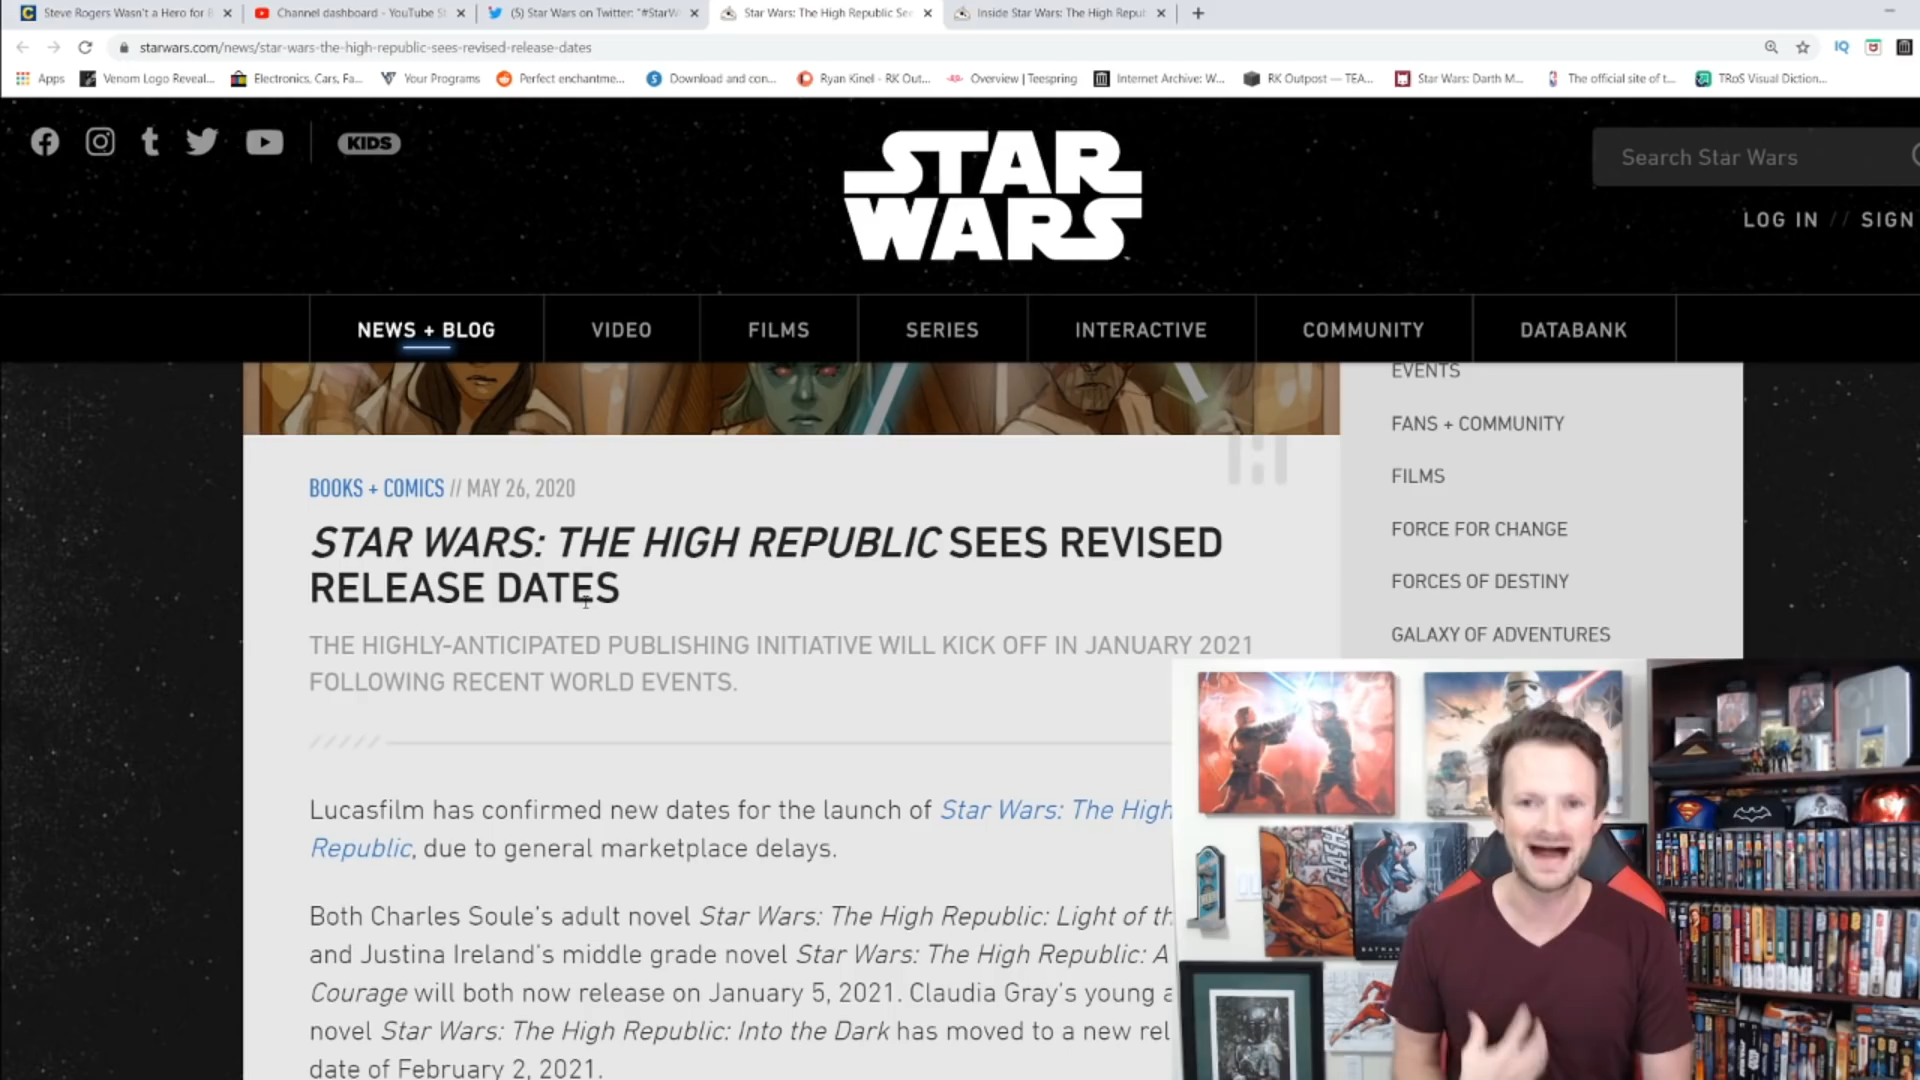 Steve Rogers Wasn't a Hero for
Channel dashboard - YouTube St
(5) Star Wars on Twitter: "#StarW
Star Wars: The High Republic See
Inside Star Wars: The High Repub
starwars.com/news/star-wars-the-high-republic-sees-revised-release-dates
IQ
Apps
Venom Logo Reveal...
Electronics, Cars, Fa...
Your Programs
Perfect enchantme...
Download and con...
Ryan Kinel - RK Out...
Overview | Teespring
Internet Archive: W...
RK Outpost — TEA...
Star Wars: Darth M...
The official site of t...
TRoS Visual Diction...
KIDS
STAR
WARS
Search Star Wars
LOG IN // SIGN
NEWS + BLOG
VIDEO
FILMS
SERIES
INTERACTIVE
COMMUNITY
DATABANK
EVENTS
FANS + COMMUNITY
FILMS
FORCE FOR CHANGE
FORCES OF DESTINY
GALAXY OF ADVENTURES
BOOKS + COMICS // MAY 26, 2020
STAR WARS: THE HIGH REPUBLIC SEES REVISED
RELEASE DATES
THE HIGHLY-ANTICIPATED PUBLISHING INITIATIVE WILL KICK OFF IN JANUARY 2021
FOLLOWING RECENT WORLD EVENTS.
Lucasfilm has confirmed new dates for the launch of Star Wars: The High
Republic, due to general marketplace delays.
Both Charles Soule's adult novel Star Wars: The High Republic: Light of th
and Justina Ireland's middle grade novel Star Wars: The High Republic: A
Courage will both now release on January 5, 2021. Claudia Gray's young a
novel Star Wars: The High Republic: Into the Dark has moved to a new rel
date of February 2, 2021.
FLASH
BATMAN